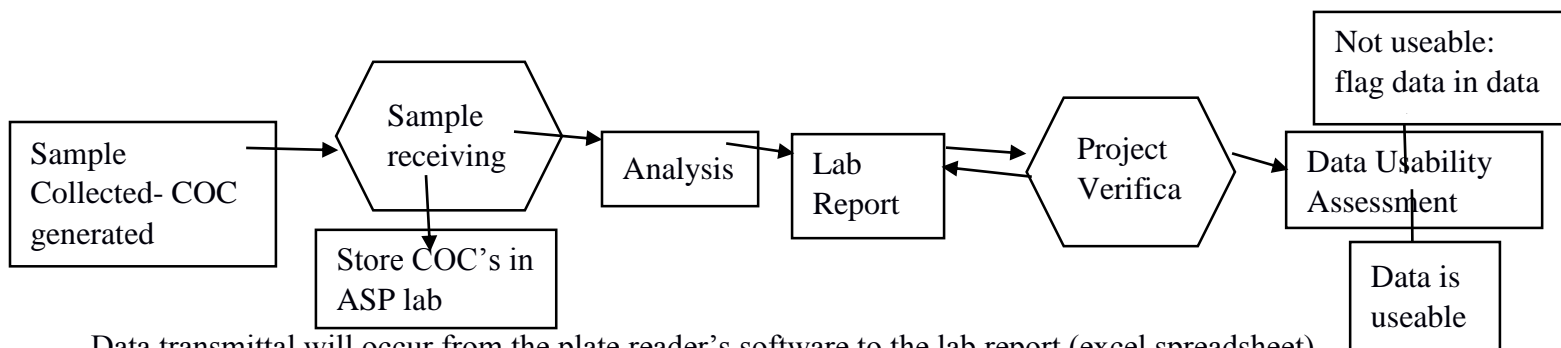 Sample
Collected- COC
generated
Sample
receiving
Store COC's in
ASP lab
Analysis
Lab
Report
Project
Verifica
Data Usability
Assessment
Not useable:
flag data in data
Data is
useable
Data transmittal will occur from the plate reader's software to the lab report (excel spreadsheet)